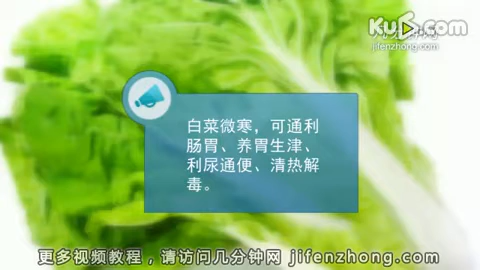 Ku6.com
jifenzhong.com
白菜微寒，可通利
肠胃、养胃生津、
利尿通便、清热解
毒。
更多视频教程，请访问几分钟网 jifenzhong.com